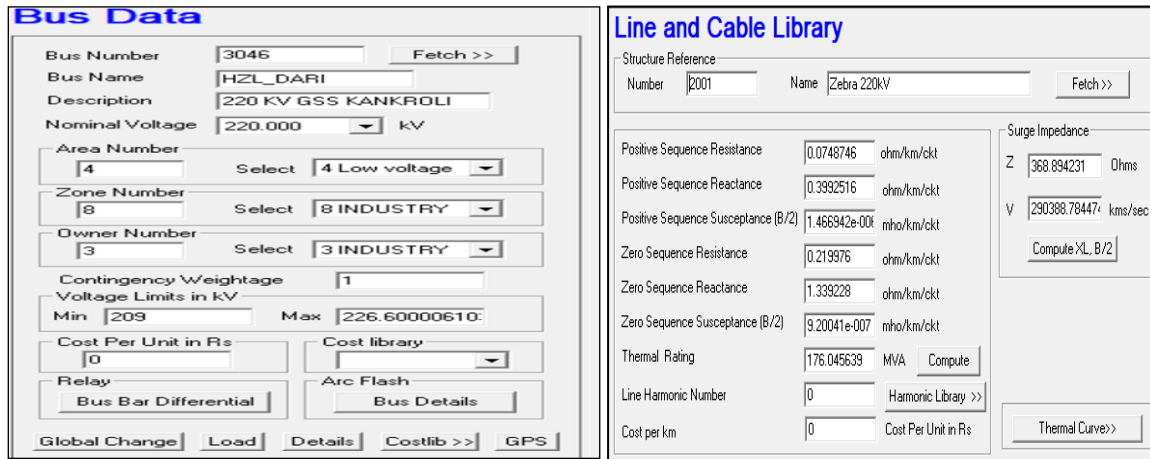 Bus Data
Bus Number 3046 Fetch >>
Bus Name HZL_DARI
Description 220 KV GSS KANKROLI
Nominal Voltage 220.000 kV
Area Number
4 Select 4 Low voltage
Zone Number
8 Select 8 INDUSTRY
Owner Number
3 Select 3 INDUSTRY
Contingency Weightage 1
Voltage Limits in kV
Min 209 Max 226.60000610
Cost Per Unit in Rs Cost library
0
Relay Arc Flash
Bus Bar Differential Bus Details
Global Change Load Details Costlib >> GPS
Line and Cable Library
Structure Reference
Number 2001 Name Zebra 220kV Fetch >>
Positive Sequence Resistance 0.0748746 ohm/km/ckt
Positive Sequence Reactance 0.3992516 ohm/km/ckt
Positive Sequence Susceptance (B/2) 1.466942e-006 mho/km/ckt
Zero Sequence Resistance 0.219976 ohm/km/ckt
Zero Sequence Reactance 1.339228 ohm/km/ckt
Zero Sequence Susceptance (B/2) 9.20041e-007 mho/km/ckt
Thermal Rating 176.045639 MVA Compute
Line Harmonic Number 0 Harmonic Library >>
Cost per km 0 Cost Per Unit in Rs
Surge Impedance
Z 368.894231 Ohms
V 290388.78447 kms/sec
Compute XL, B/2
Thermal Curve>>